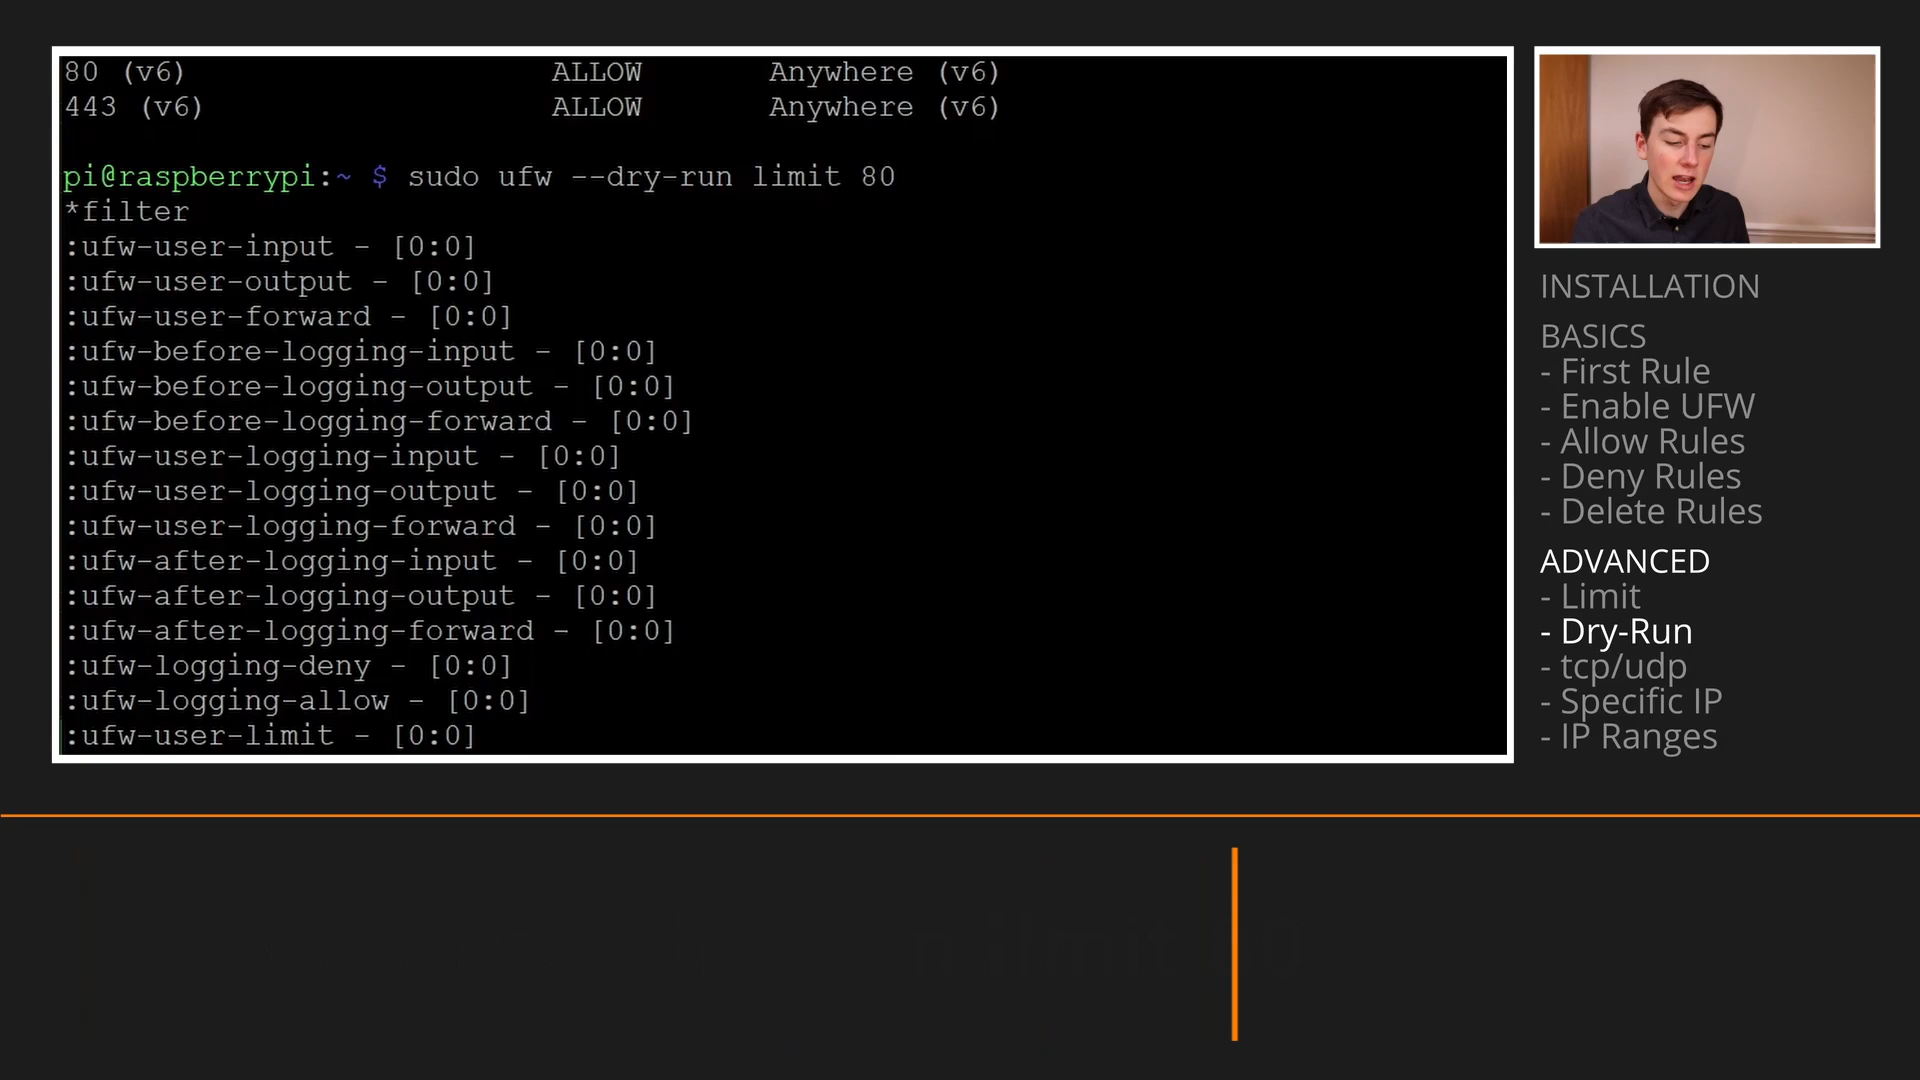 80 (v6) ALLOW Anywhere (v6)
443 (v6) ALLOW Anywhere (v6)
pi@raspberrypi:~ $ sudo ufw --dry-run limit 80
*filter
:ufw-user-input - [0:0]
:ufw-user-output - [0:0]
:ufw-user-forward - [0:0]
:ufw-before-logging-input - [0:0]
:ufw-before-logging-output - [0:0]
:ufw-before-logging-forward - [0:0]
:ufw-user-logging-input - [0:0]
:ufw-user-logging-output - [0:0]
:ufw-user-logging-forward - [0:0]
:ufw-after-logging-input - [0:0]
:ufw-after-logging-output - [0:0]
:ufw-after-logging-forward - [0:0]
:ufw-logging-deny - [0:0]
:ufw-logging-allow - [0:0]
:ufw-user-limit - [0:0]
INSTALLATION
BASICS
- First Rule
- Enable UFW
- Allow Rules
- Deny Rules
- Delete Rules
ADVANCED
- Limit
- Dry-Run
- tcp/udp
- Specific IP
- IP Ranges